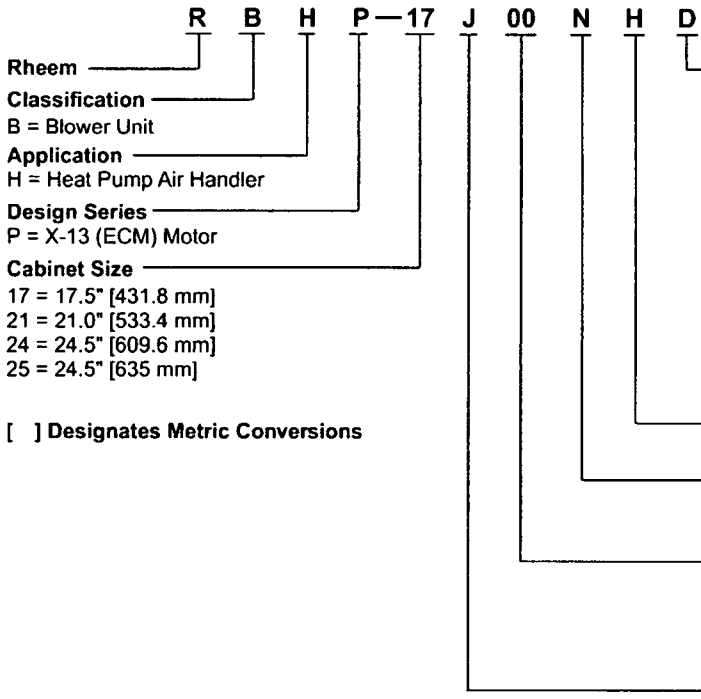 R B H P — 17 J 00 N H D
Rheem
Classification
B = Blower Unit
Application
H = Heat Pump Air Handler
Design Series
P = X-13 (ECM) Motor
Cabinet Size
17 = 17.5" [431.8 mm]
21 = 21.0" [533.4 mm]
24 = 24.5" [609.6 mm]
25 = 24.5" [635 mm]
[ ] Designates Metric Conversions